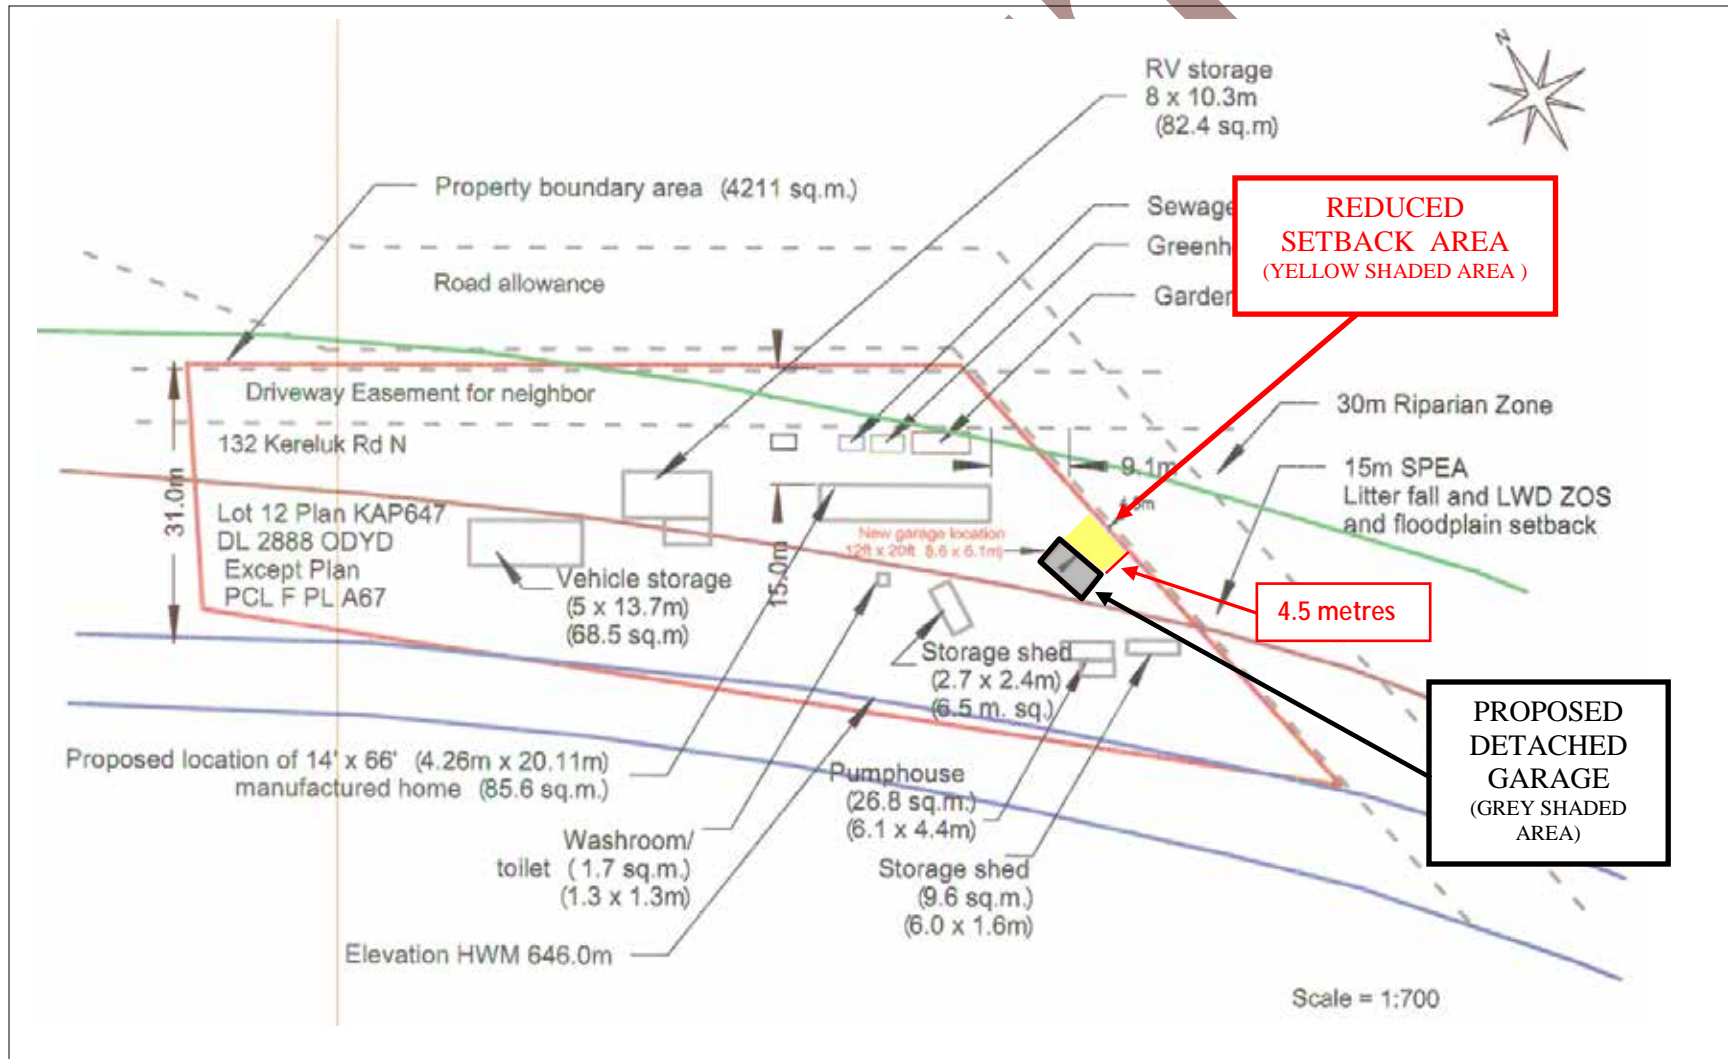 N
RV storage
8 x 10.3m
(82.4 sq.m)
Property boundary area (4211 sq.m.)
Sewage
Greenh
Garden
REDUCED
SETBACK AREA
(YELLOW SHADED AREA )
Road allowance
Driveway Easement for neighbor
132 Kereluk Rd N
30m Riparian Zone
9.1m
15m SPEA
Litter fall and LWD ZOS
and floodplain setback
31.0m
Lot 12 Plan KAP647
DL 2888 ODYD
Except Plan
PCL F PL A67
New garage location
12ft x 20ft (3.6 x 6.1m)
15.0m
Vehicle storage
(5 x 13.7m)
(68.5 sq.m)
4.5 metres
Storage shed
(2.7 x 2.4m)
(6.5 m. sq.)
PROPOSED
DETACHED
GARAGE
(GREY SHADED
AREA)
Proposed location of 14' x 66' (4.26m x 20.11m)
manufactured home (85.6 sq.m.)
Pumphouse
(26.8 sq.m.)
(6.1 x 4.4m)
Washroom/
toilet (1.7 sq.m.)
(1.3 x 1.3m)
Storage shed
(9.6 sq.m.)
(6.0 x 1.6m)
Elevation HWM 646.0m
Scale = 1:700